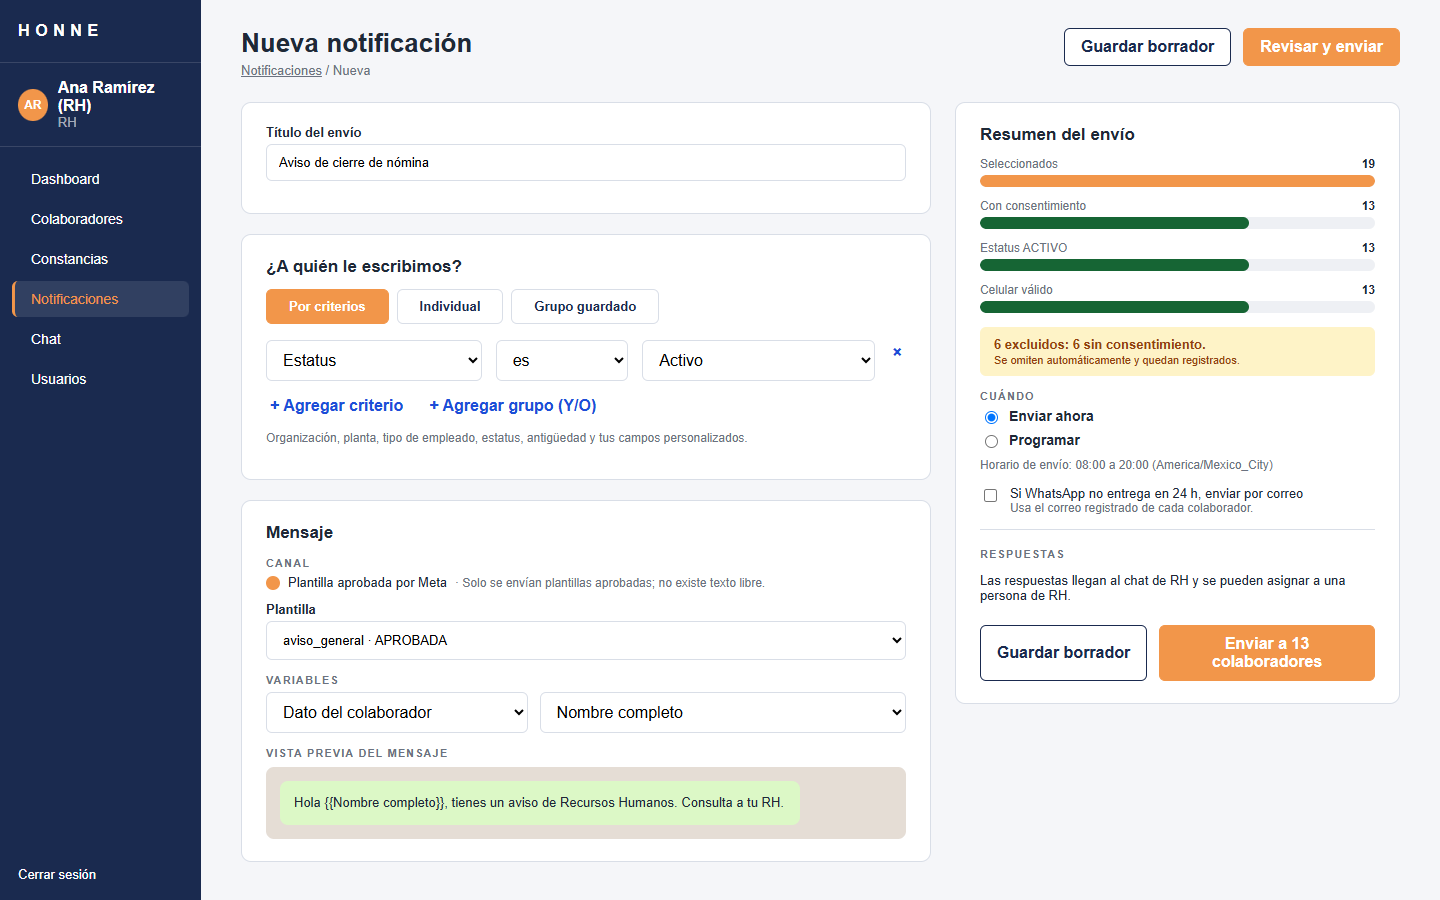 HONNE
AR
Ana Ramírez
(RH)
RH
Dashboard
Colaboradores
Constancias
Notificaciones
Chat
Usuarios
Cerrar sesión
Nueva notificación
Notificaciones / Nueva
Guardar borrador
Revisar y enviar
Título del envío
Aviso de cierre de nómina
¿A quién le escribimos?
Por criterios
Individual
Grupo guardado
Estatus
es
Activo
×
+ Agregar criterio
+ Agregar grupo (Y/O)
Organización, planta, tipo de empleado, estatus, antigüedad y tus campos personalizados.
Mensaje
CANAL
Plantilla aprobada por Meta · Solo se envían plantillas aprobadas; no existe texto libre.
Plantilla
aviso_general · APROBADA
VARIABLES
Dato del colaborador
Nombre completo
VISTA PREVIA DEL MENSAJE
Hola {{Nombre completo}}, tienes un aviso de Recursos Humanos. Consulta a tu RH.
Resumen del envío
Seleccionados 19
Con consentimiento 13
Estatus ACTIVO 13
Celular válido 13
6 excluidos: 6 sin consentimiento.
Se omiten automáticamente y quedan registrados.
CUÁNDO
Enviar ahora
Programar
Horario de envío: 08:00 a 20:00 (America/Mexico_City)
Si WhatsApp no entrega en 24 h, enviar por correo
Usa el correo registrado de cada colaborador.
RESPUESTAS
Las respuestas llegan al chat de RH y se pueden asignar a una
persona de RH.
Guardar borrador
Enviar a 13
colaboradores